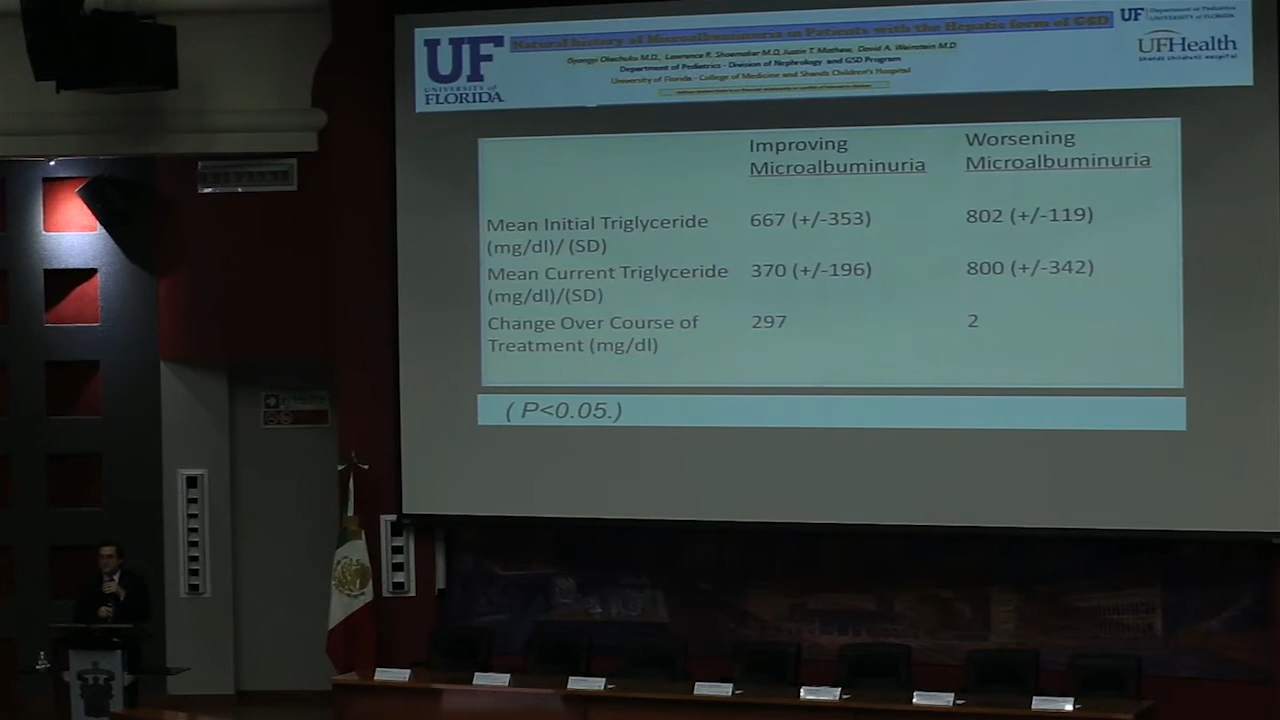 UF
UNIVERSITY of
FLORIDA
Natural history of Microalbuminuria in Patients with the Hepatic form of GSD
Lawrence R. Shoemaker M.D, Justin T. Mathew, David A. Weinstein M.D
Department of Pediatrics - Division of Nephrology and GSD Program
University of Florida - College of Medicine and Shands Children's Hospital
UF Department of Pediatrics
UNIVERSITY of FLORIDA
UFHealth
Shands children's hospital
Improving
Microalbuminuria
Worsening
Microalbuminuria
Mean Initial Triglyceride
(mg/dl)/ (SD)
667 (+/-353)
802 (+/-119)
Mean Current Triglyceride
(mg/dl)/(SD)
370 (+/-196)
800 (+/-342)
Change Over Course of
Treatment (mg/dl)
297
2
( P<0.05.)